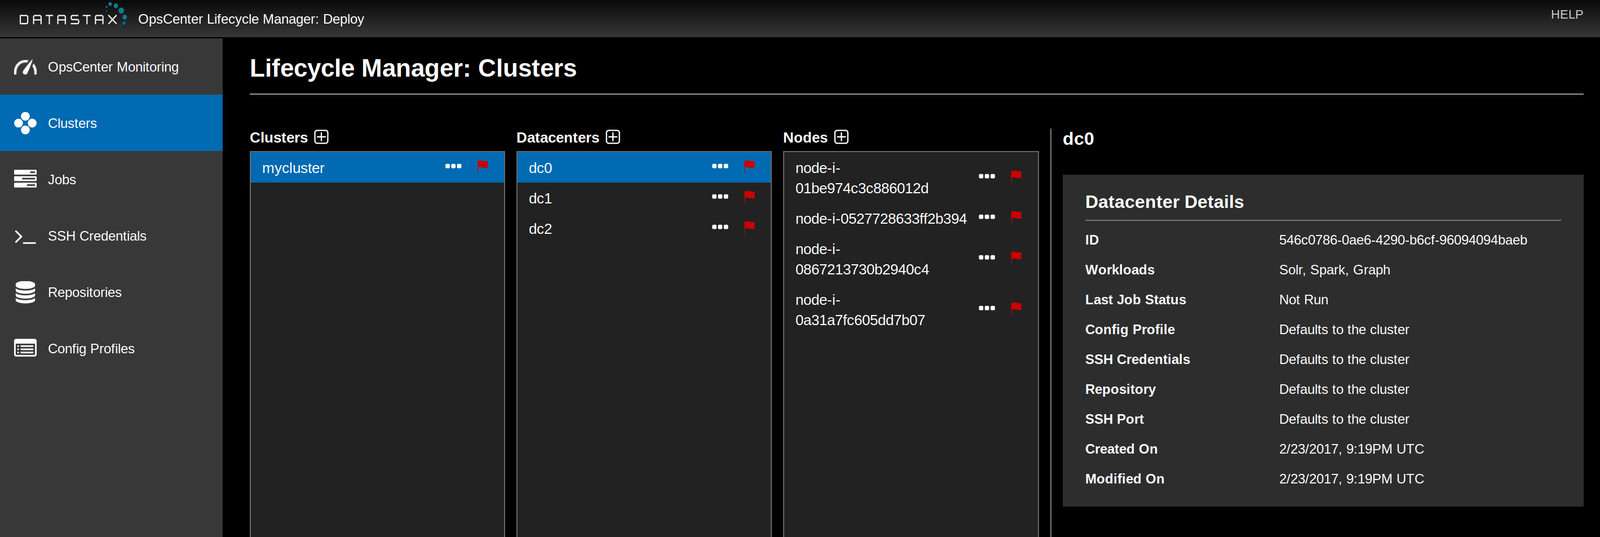 DATASTAX OpsCenter Lifecycle Manager: Deploy
HELP
OpsCenter Monitoring
Clusters
Jobs
SSH Credentials
Repositories
Config Profiles
Lifecycle Manager: Clusters
Clusters
mycluster
Datacenters
dc0
dc1
dc2
Nodes
node-i-
01be974c3c886012d
node-i-0527728633ff2b394
node-i-
0867213730b2940c4
node-i-
0a31a7fc605dd7b07
dc0
Datacenter Details
ID 546c0786-0ae6-4290-b6cf-96094094baeb
Workloads Solr, Spark, Graph
Last Job Status Not Run
Config Profile Defaults to the cluster
SSH Credentials Defaults to the cluster
Repository Defaults to the cluster
SSH Port Defaults to the cluster
Created On 2/23/2017, 9:19PM UTC
Modified On 2/23/2017, 9:19PM UTC